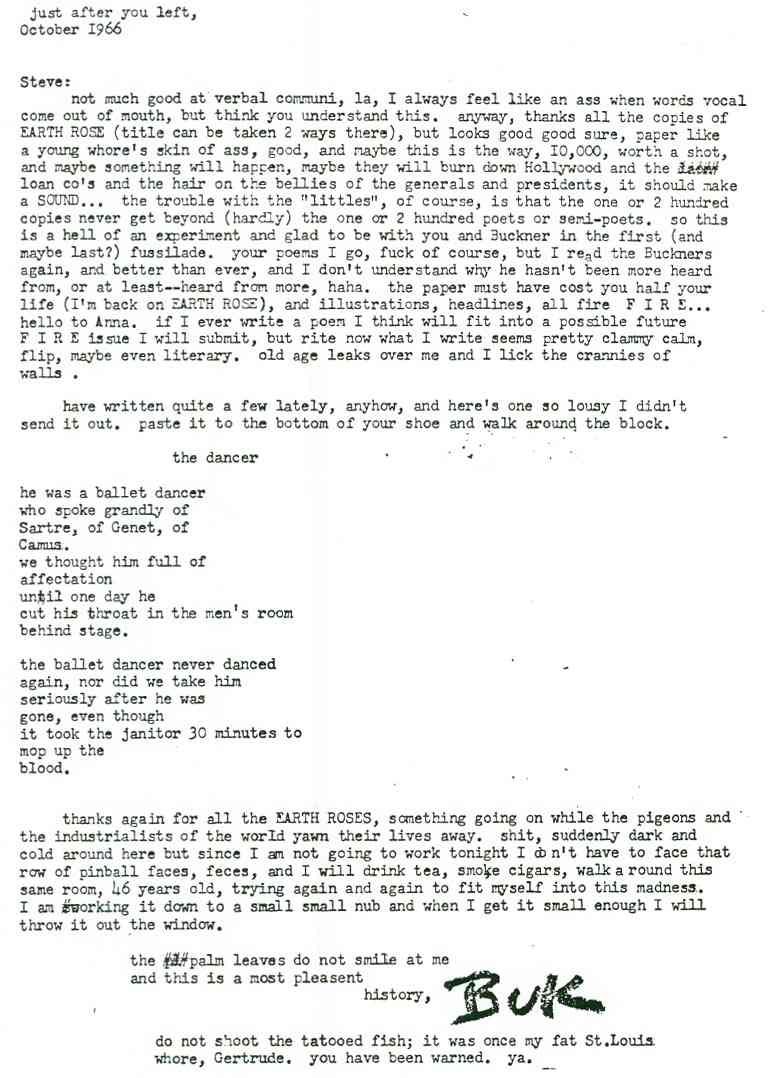 just after you left,
October I966
Steve:
not much good at verbal communi, la, I always feel like an ass when words vocal
come out of mouth, but think you understand this. anyway, thanks all the copies of
EARTH ROSE (title can be taken 2 ways there), but looks good good sure, paper like
a young whore's skin of ass, good, and maybe this is the way, IO,000, worth a shot,
and maybe something will happen, maybe they will burn down Hollywood and the
loan co's and the hair on the bellies of the generals and presidents, it should make
a SOUND... the trouble with the "littles", of course, is that the one or 2 hundred
copies never get beyond (hardly) the one or 2 hundred poets or semi-poets. so this
is a hell of an experiment and glad to be with you and Buckner in the first (and
maybe last?) fussilade. your poems I go, fuck of course, but I read the Buckners
again, and better than ever, and I don't understand why he hasn't been more heard
from, or at least--heard from more, haha. the paper must have cost you half your
life (I'm back on EARTH ROSE), and illustrations, headlines, all fire F I R E...
hello to Anna. if I ever write a poem I think will fit into a possible future
F I R E issue I will submit, but rite now what I write seems pretty clammy calm,
flip, maybe even literary. old age leaks over me and I lick the crannies of
walls .
have written quite a few lately, anyhow, and here's one so lousy I didn't
send it out. paste it to the bottom of your shoe and walk around the block.
the dancer
he was a ballet dancer
who spoke grandly of
Sartre, of Genet, of
Camus.
we thought him full of
affectation
until one day he
cut his throat in the men's room
behind stage.
the ballet dancer never danced
again, nor did we take him
seriously after he was
gone, even though
it took the janitor 30 minutes to
mop up the
blood.
thanks again for all the EARTH ROSES, something going on while the pigeons and
the industrialists of the world yawn their lives away. shit, suddenly dark and
cold around here but since I am not going to work tonight I don't have to face that
row of pinball faces, feces, and I will drink tea, smoke cigars, walk around this
same room, 46 years old, trying again and again to fit myself into this madness.
I am working it down to a small small nub and when I get it small enough I will
throw it out the window.
the palm leaves do not smile at me
and this is a most pleasent
history,
BUK
do not shoot the tatooed fish; it was once my fat St.Louis
whore, Gertrude. you have been warned. ya.